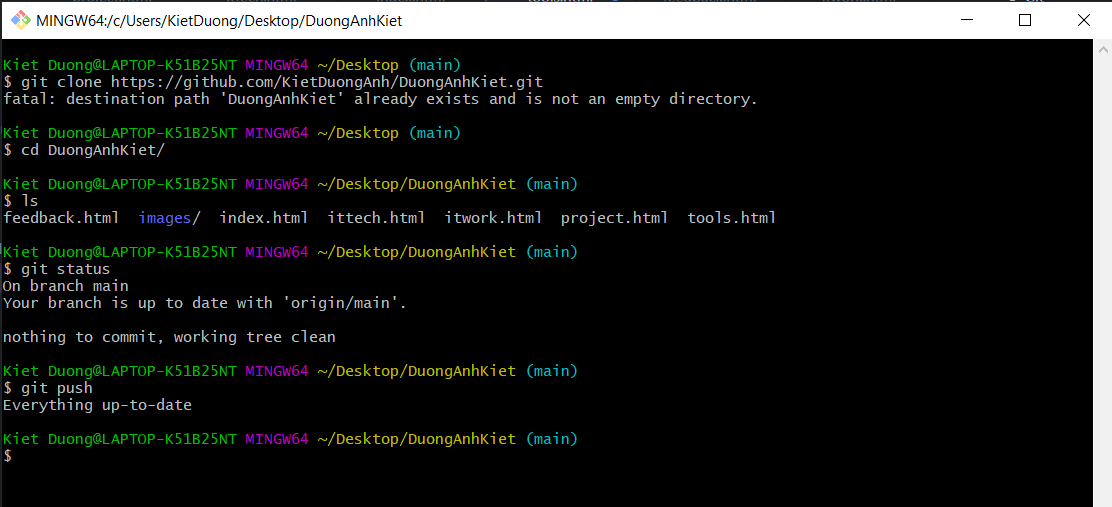 MINGW64:/c/Users/KietDuong/Desktop/DuongAnhKiet
Kiet Duong@LAPTOP-K51B25NT MINGW64 ~/Desktop (main)
$ git clone https://github.com/KietDuongAnh/DuongAnhKiet.git
fatal: destination path 'DuongAnhKiet' already exists and is not an empty directory.
Kiet Duong@LAPTOP-K51B25NT MINGW64 ~/Desktop (main)
$ cd DuongAnhKiet/
Kiet Duong@LAPTOP-K51B25NT MINGW64 ~/Desktop/DuongAnhKiet (main)
$ ls
feedback.html  images/  index.html  ittech.html  itwork.html  project.html  tools.html
Kiet Duong@LAPTOP-K51B25NT MINGW64 ~/Desktop/DuongAnhKiet (main)
$ git status
On branch main
Your branch is up to date with 'origin/main'.
nothing to commit, working tree clean
Kiet Duong@LAPTOP-K51B25NT MINGW64 ~/Desktop/DuongAnhKiet (main)
$ git push
Everything up-to-date
Kiet Duong@LAPTOP-K51B25NT MINGW64 ~/Desktop/DuongAnhKiet (main)
$